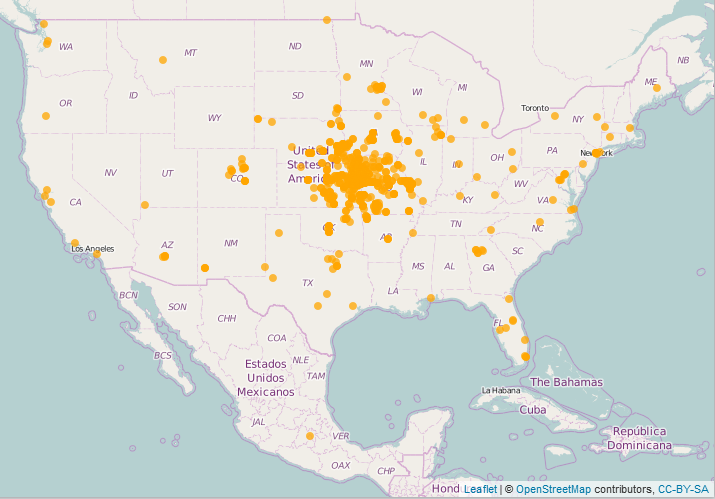 NB
WA
MT
ND
MN
ME
OR
ID
SD
WI
MI
Toronto
WY
NY
NV
UT
CO
United
States of
America
IL
IN
OH
PA
New York
CA
KY
WV
VA
Los Angeles
AZ
NM
OK
AR
TN
NC
SC
TX
LA
MS
AL
GA
BCN
SON
CHH
COA
FL
BCS
Estados
Unidos
Mexicanos
NLE
TAM
The Bahamas
La Habana
Cuba
JAL
VER
República
Dominicana
OAX
CHP
Hond
Leaflet | © OpenStreetMap contributors, CC-BY-SA